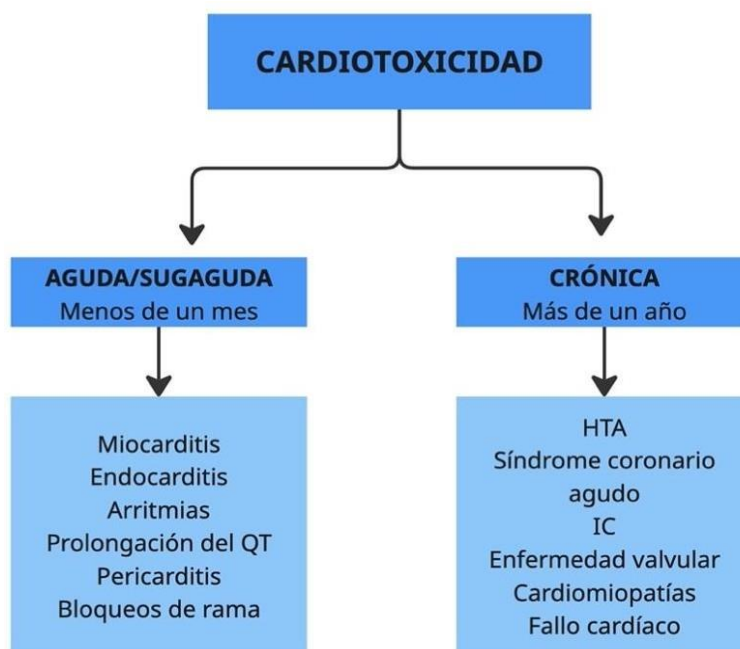 CARDIOTOXICIDAD
AGUDA/SUGAGUDA
Menos de un mes
Miocarditis
Endocarditis
Arritmias
Prolongación del QT
Pericarditis
Bloqueos de rama
CRÓNICA
Más de un año
HTA
Síndrome coronario
agudo
IC
Enfermedad valvular
Cardiomiopatías
Fallo cardíaco